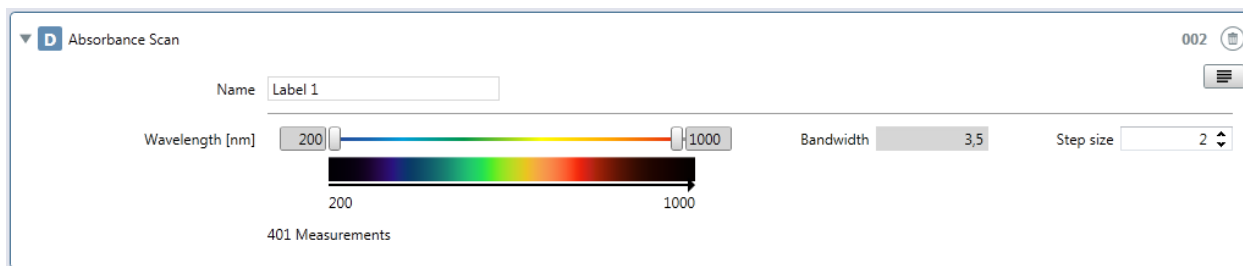 D Absorbance Scan 002
Name Label 1
Wavelength [nm] 200 1000 Bandwidth 3,5 Step size 2
200 1000
401 Measurements